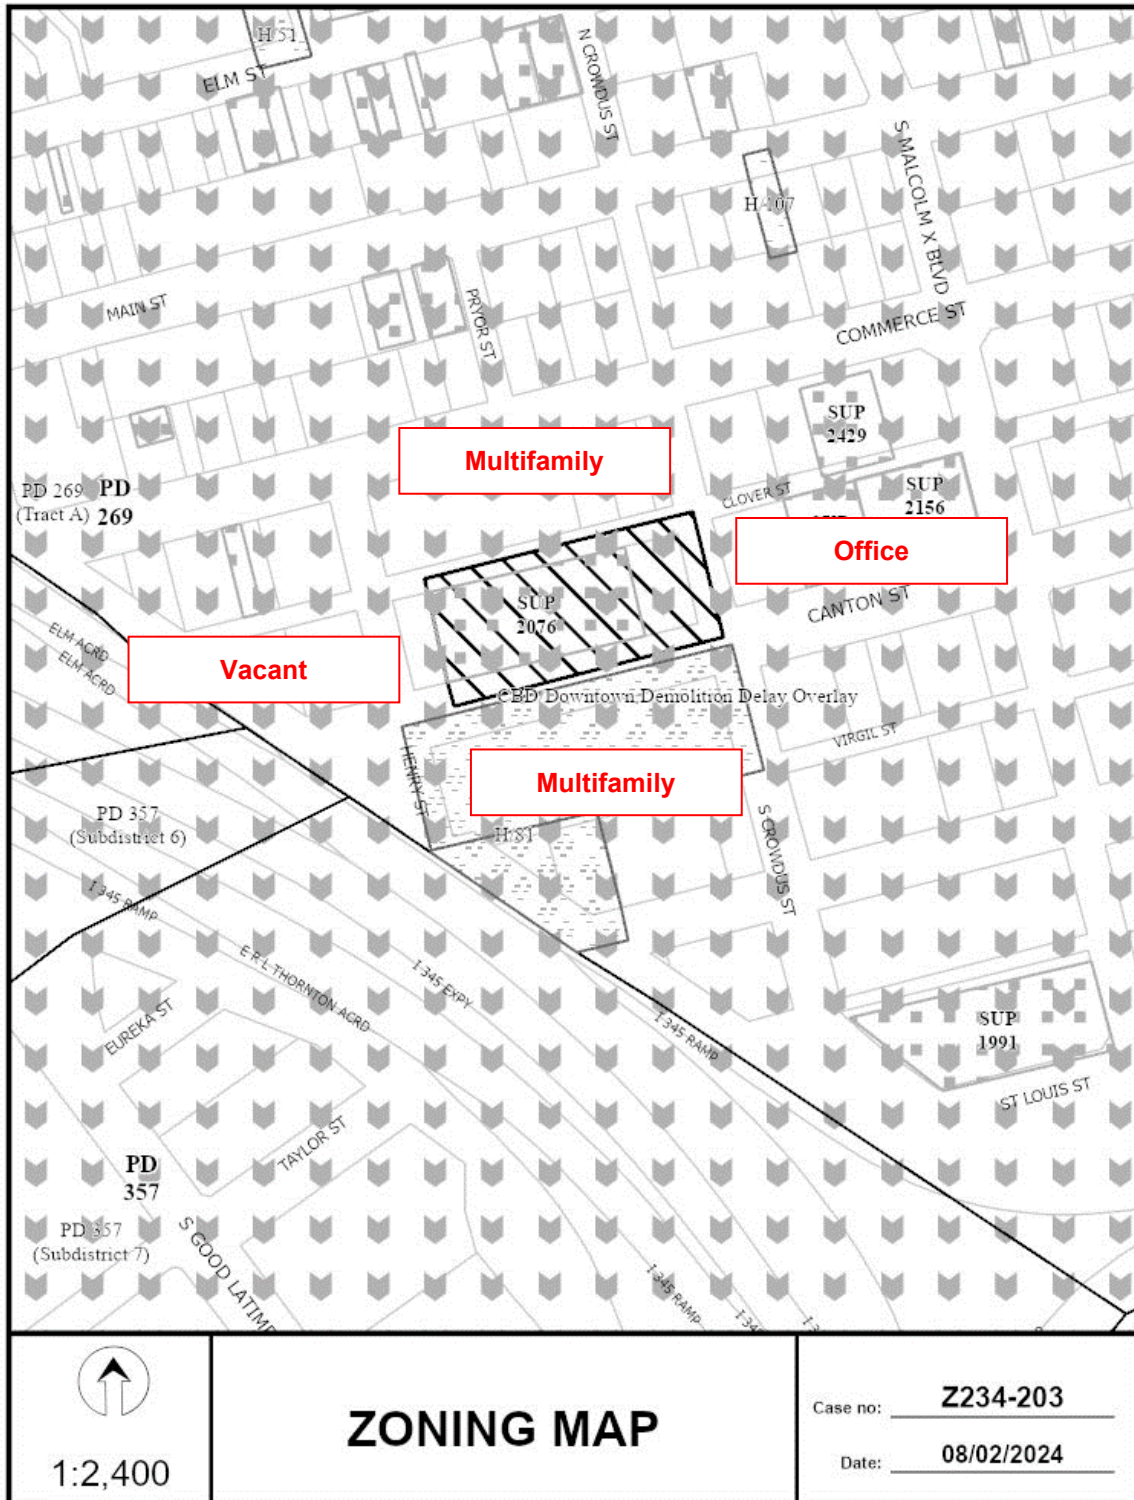 H/51
ELM ST
N CROWDUS ST
S MALCOLM X BLVD
H/107
MAIN ST
PRYOR ST
COMMERCE ST
SUP
2429
Multifamily
PD 269
(Tract A)
PD
269
CLOVER ST
SUP
2156
Office
SUP
2076
CANTON ST
ELM ACRD
ELM ACRD
Vacant
CBD Downtown Demolition Delay Overlay
VIRGIL ST
HENRY ST
Multifamily
PD 357
(Subdistrict 6)
H/81
S CROWDUS ST
I 345 RAMP
E R L THORNTON ACRD
I 345 EXPY
EUREKA ST
I 345 RAMP
SUP
1991
ST LOUIS ST
TAYLOR ST
PD
357
PD 357
(Subdistrict 7)
S GOOD LATIM
I 345 RAMP
I 345
I 3
1:2,400
ZONING MAP
Case no: Z234-203
Date: 08/02/2024